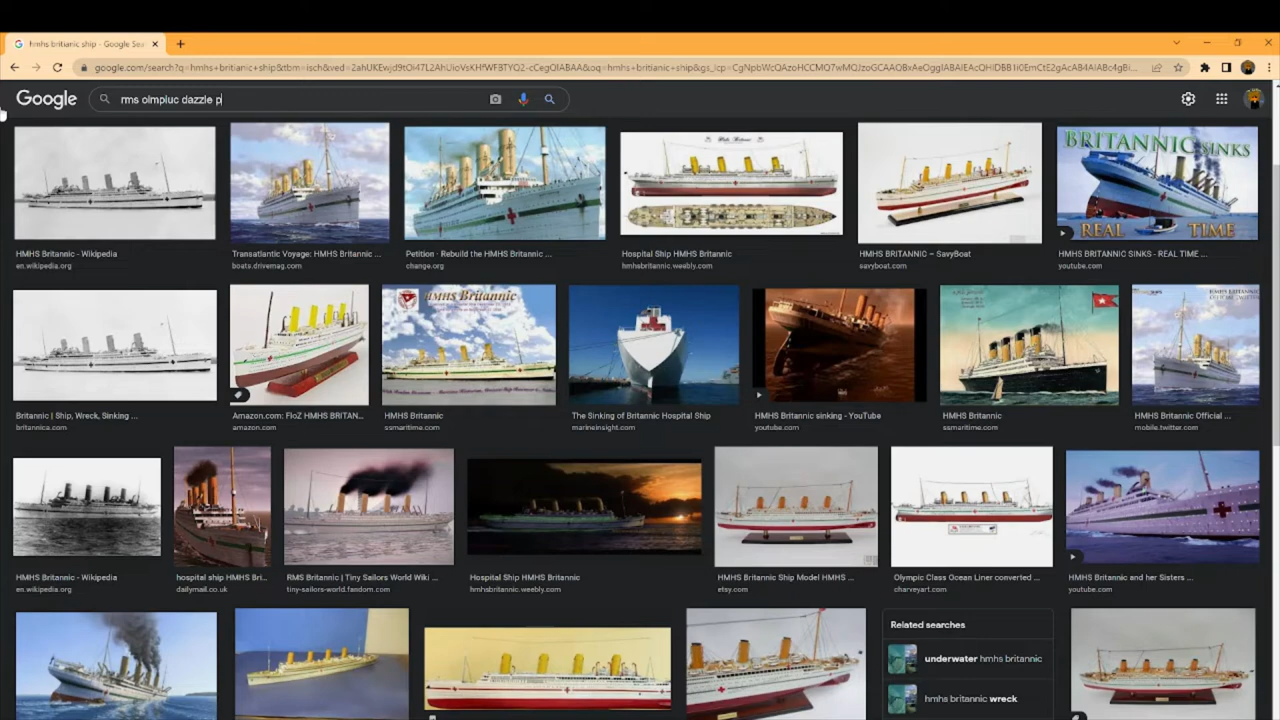 hmhs britianic ship - Google Sea
google.com/search?q=hmhs+britianic+ship&tbm=isch&ved=2ahUKEwjd9tOi47L2AhUIoVsKHfWFBTYQ2-cCegQIABAA&oq=hmhs+britianic+ship&gs_lcp=
Google
rms olmpiuc dazzle p
BRITANNIC
SINKS
REAL TIME
HMHS Britannic - Wikipedia
Transatlantic Voyage: HMHS Britannic ...
Petition · Rebuild the HMHS Britannic ...
Hospital Ship HMHS Britannic
HMHS BRITANNIC – SavyBoat
HMHS BRITANNIC SINKS - REAL TIME ...
en.wikipedia.org
boats.drivemag.com
change.org
hmhsbritannic.weebly.com
savyboat.com
youtube.com
HMHS Britannic
Britannic | Ship, Wreck, Sinking ...
Amazon.com: FloZ HMHS BRITAN...
HMHS Britannic
The Sinking of Britannic Hospital Ship
HMHS Britannic sinking - YouTube
HMHS Britannic
HMHS Britannic Official ...
britannica.com
amazon.com
ssmaritime.com
marineinsight.com
youtube.com
ssmaritime.com
mobile.twitter.com
HMHS Britannic - Wikipedia
hospital ship HMHS Bri...
RMS Britannic | Tiny Sailors World Wiki ...
Hospital Ship HMHS Britannic
HMHS Britannic Ship Model HMHS ...
Olympic Class Ocean Liner converted ...
HMHS Britannic and her Sisters ...
en.wikipedia.org
dailymail.co.uk
tiny-sailors-world.fandom.com
hmhsbritannic.weebly.com
etsy.com
charveyart.com
youtube.com
Related searches
underwater hmhs britannic
hmhs britannic wreck